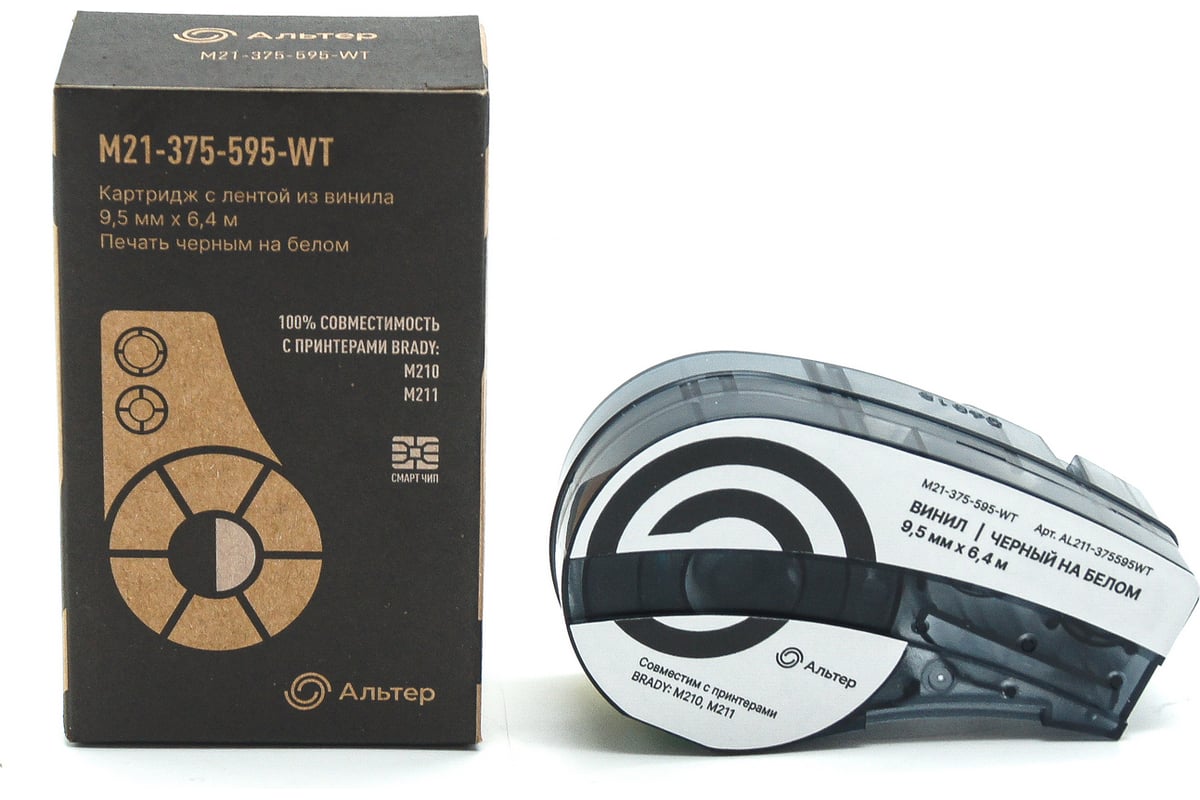 Альтер
M21-375-595-WT
M21-375-595-WT
Картридж с лентой из винила
9,5 мм х 6,4 м
Печать черным на белом
100% СОВМЕСТИМОСТЬ
С ПРИНТЕРАМИ BRADY:
M210
M211
СМАРТ ЧИП
Альтер
M21-375-595-WT Арт. AL211-375595WT
ВИНИЛ | ЧЕРНЫЙ НА БЕЛОМ
9,5 мм х 6,4 м
Совместим с принтерами
BRADY: M210, M211
Альтер